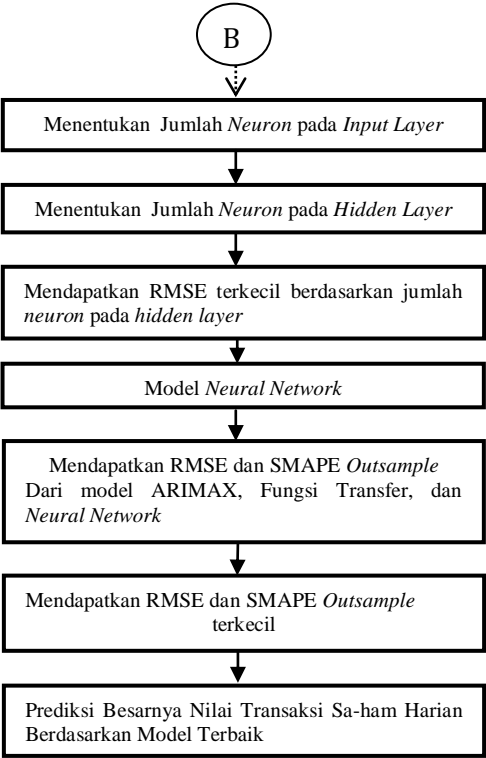 B
Menentukan Jumlah Neuron pada Input Layer
Menentukan Jumlah Neuron pada Hidden Layer
Mendapatkan RMSE terkecil berdasarkan jumlah
neuron pada hidden layer
Model Neural Network
Mendapatkan RMSE dan SMAPE Outsample
Dari model ARIMAX, Fungsi Transfer, dan
Neural Network
Mendapatkan RMSE dan SMAPE Outsample
terkecil
Prediksi Besarnya Nilai Transaksi Sa-ham Harian
Berdasarkan Model Terbaik